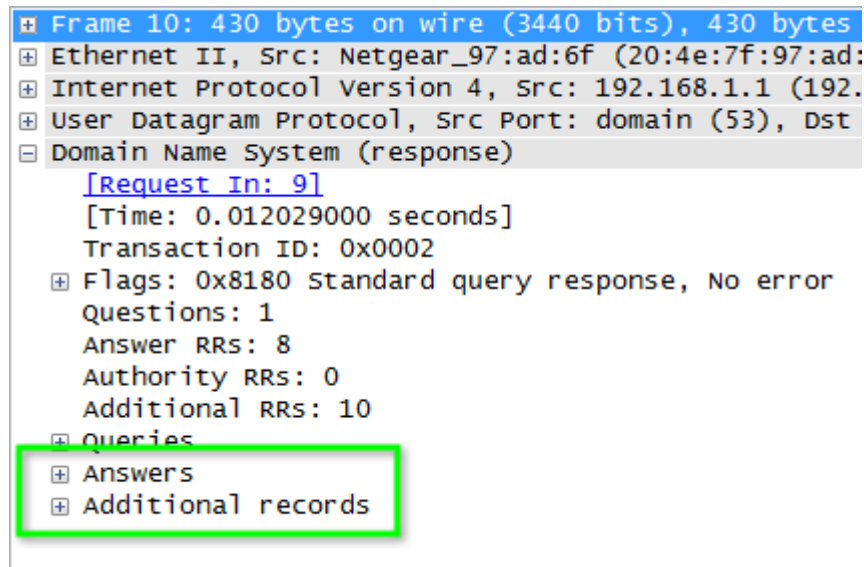 Frame 10: 430 bytes on wire (3440 bits), 430 bytes
Ethernet II, Src: Netgear_97:ad:6f (20:4e:7f:97:ad:
Internet Protocol Version 4, Src: 192.168.1.1 (192.
User Datagram Protocol, Src Port: domain (53), Dst
Domain Name System (response)
[Request In: 9]
[Time: 0.012029000 seconds]
Transaction ID: 0x0002
Flags: 0x8180 Standard query response, No error
Questions: 1
Answer RRs: 8
Authority RRs: 0
Additional RRs: 10
Queries
Answers
Additional records